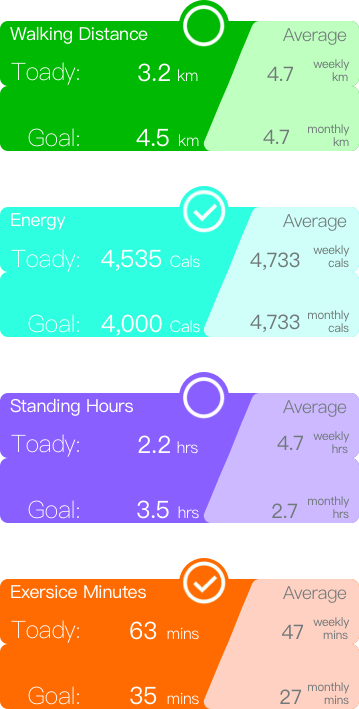 Walking Distance
Average
Toady: 3.2 km
4.7 weekly km
Goal: 4.5 km
4.7 monthly km
Energy
Average
Toady: 4,535 Cals
4,733 weekly cals
Goal: 4,000 Cals
4,733 monthly cals
Standing Hours
Average
Toady: 2.2 hrs
4.7 weekly hrs
Goal: 3.5 hrs
2.7 monthly hrs
Exersice Minutes
Average
Toady: 63 mins
47 weekly mins
Goal: 35 mins
27 monthly mins